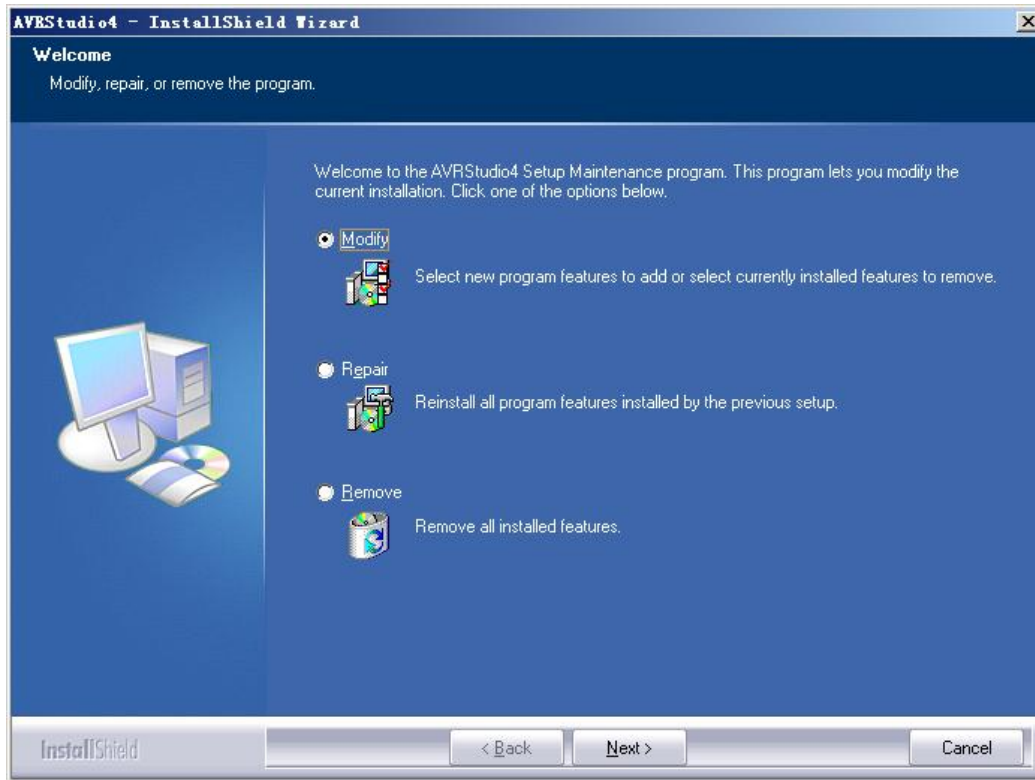 AVRStudio4 - InstallShield Wizard
Welcome
Modify, repair, or remove the program.
Welcome to the AVRStudio4 Setup Maintenance program. This program lets you modify the
current installation. Click one of the options below.
Modify
Select new program features to add or select currently installed features to remove.
Repair
Reinstall all program features installed by the previous setup.
Remove
Remove all installed features.
InstallShield
< Back
Next >
Cancel